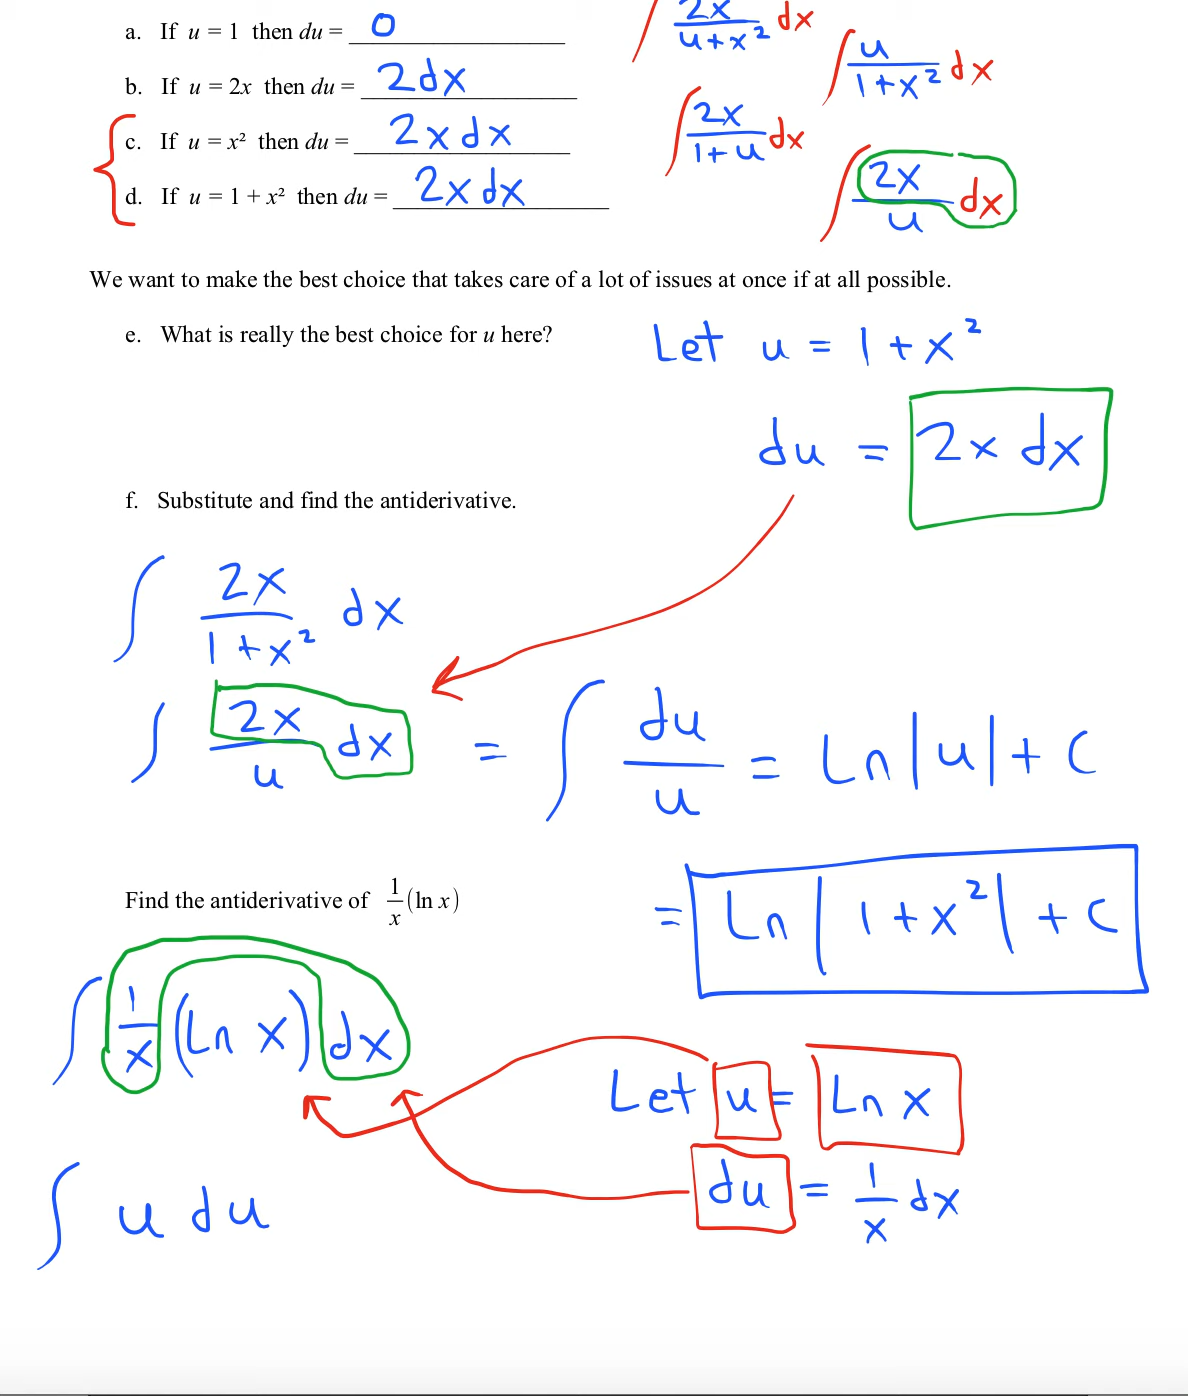 a. If u = 1 then du = 0
∫ 2x/(u+x²) dx
∫ u/(1+x²) dx
b. If u = 2x then du = 2dx
c. If u = x² then du = 2xdx
∫ 2x/(1+u) dx
d. If u = 1 + x² then du = 2xdx
∫ 2x/u dx
We want to make the best choice that takes care of a lot of issues at once if at all possible.
e. What is really the best choice for u here?
Let u = 1+x²
du = 2x dx
f. Substitute and find the antiderivative.
∫ 2x/(1+x²) dx
∫ 2x/u dx = ∫ du/u = Ln|u|+C
= Ln|1+x²|+C
Find the antiderivative of 1/x (ln x)
∫ 1/x (Ln x) dx
Let u = Ln x
du = 1/x dx
∫ u du